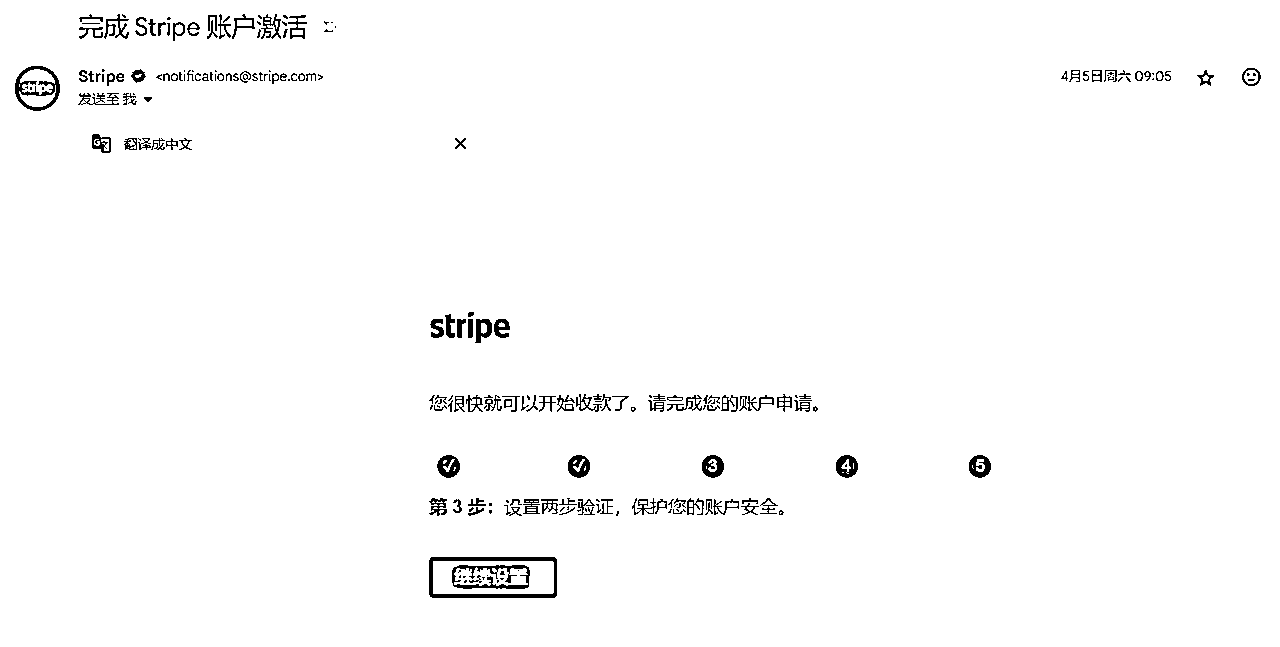 完成 Stripe 账户激活
stripe
Stripe <notifications@stripe.com>
4月5日周六 09:05
发送至 我
翻译成中文
stripe
您很快就可以开始收款了。请完成您的账户申请。
3 4 5
第 3 步：设置两步验证，保护您的账户安全。
继续设置